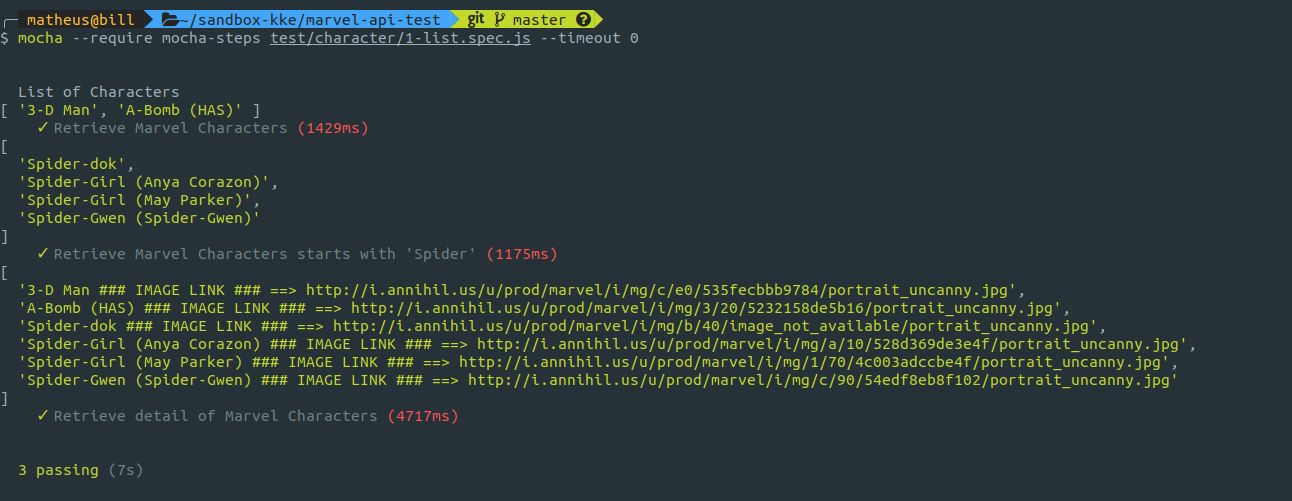 matheus@bill ~/sandbox-kke/marvel-api-test git master ?
$ mocha --require mocha-steps test/character/1-list.spec.js --timeout 0
List of Characters
[ '3-D Man', 'A-Bomb (HAS)' ]
✓ Retrieve Marvel Characters (1429ms)
[
'Spider-dok',
'Spider-Girl (Anya Corazon)',
'Spider-Girl (May Parker)',
'Spider-Gwen (Spider-Gwen)'
]
✓ Retrieve Marvel Characters starts with 'Spider' (1175ms)
[
'3-D Man ### IMAGE LINK ### ==> http://i.annihil.us/u/prod/marvel/i/mg/c/e0/535fecbbb9784/portrait_uncanny.jpg',
'A-Bomb (HAS) ### IMAGE LINK ### ==> http://i.annihil.us/u/prod/marvel/i/mg/3/20/5232158de5b16/portrait_uncanny.jpg',
'Spider-dok ### IMAGE LINK ### ==> http://i.annihil.us/u/prod/marvel/i/mg/b/40/image_not_available/portrait_uncanny.jpg',
'Spider-Girl (Anya Corazon) ### IMAGE LINK ### ==> http://i.annihil.us/u/prod/marvel/i/mg/a/10/528d369de3e4f/portrait_uncanny.jpg',
'Spider-Girl (May Parker) ### IMAGE LINK ### ==> http://i.annihil.us/u/prod/marvel/i/mg/1/70/4c003adccbe4f/portrait_uncanny.jpg',
'Spider-Gwen (Spider-Gwen) ### IMAGE LINK ### ==> http://i.annihil.us/u/prod/marvel/i/mg/c/90/54edf8eb8f102/portrait_uncanny.jpg'
]
✓ Retrieve detail of Marvel Characters (4717ms)
3 passing (7s)